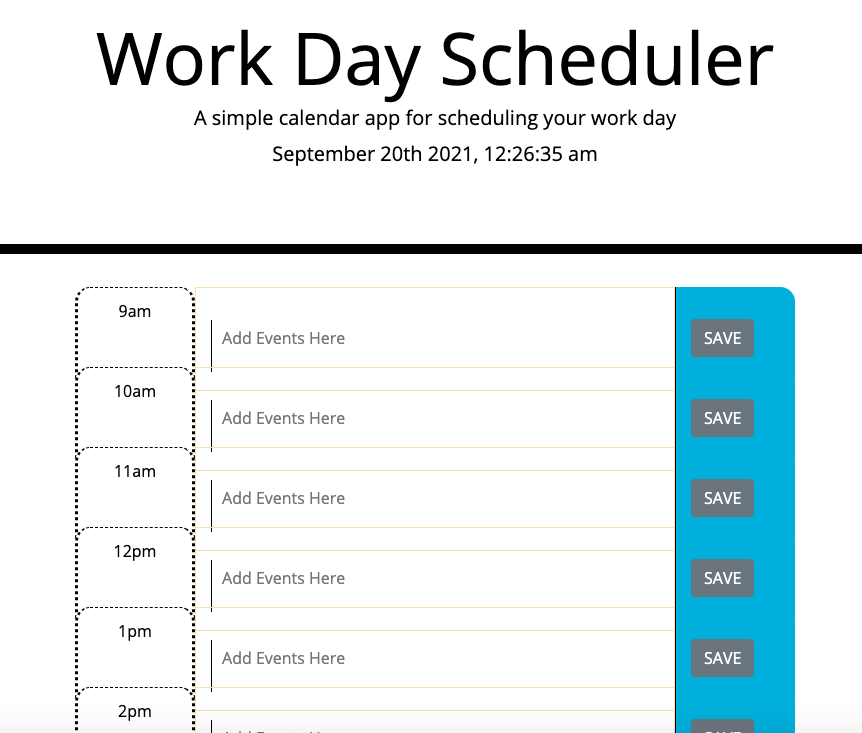 Work Day Scheduler
A simple calendar app for scheduling your work day
September 20th 2021, 12:26:35 am
9am
Add Events Here
SAVE
10am
Add Events Here
SAVE
11am
Add Events Here
SAVE
12pm
Add Events Here
SAVE
1pm
Add Events Here
SAVE
2pm